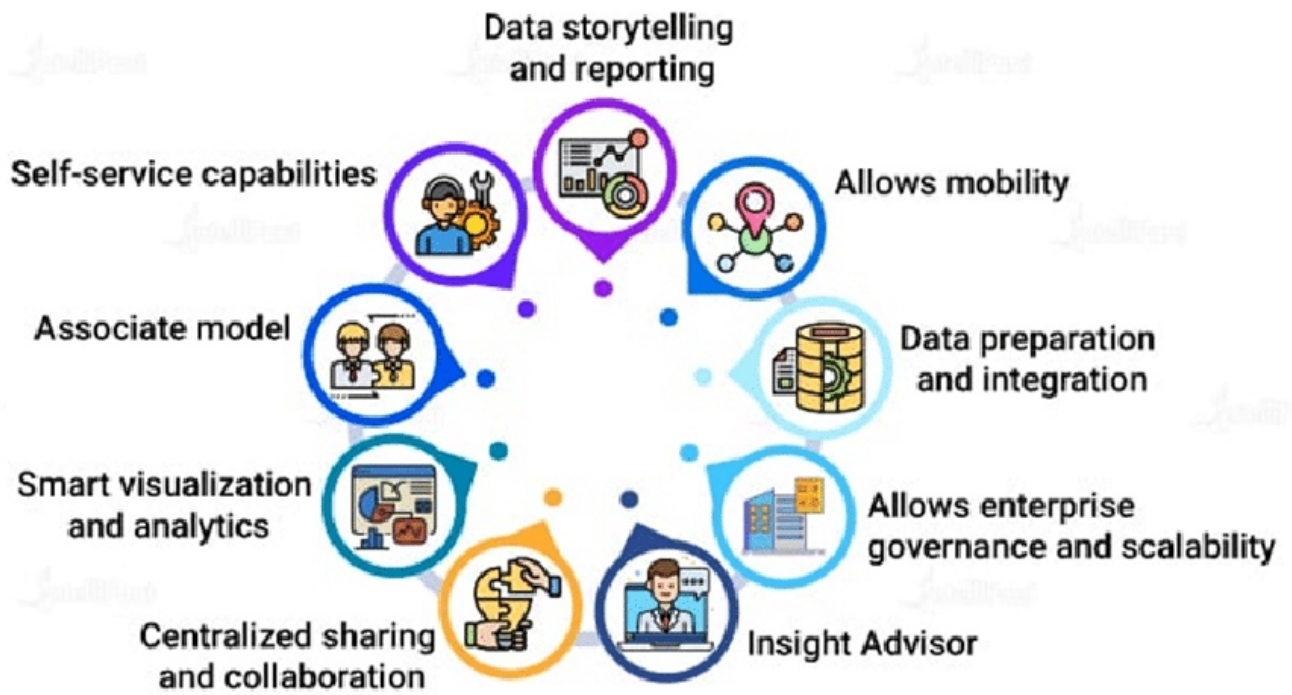 Data storytelling
and reporting
Self-service capabilities
Allows mobility
Associate model
Data preparation
and integration
Smart visualization
and analytics
Allows enterprise
governance and scalability
Centralized sharing
and collaboration
Insight Advisor